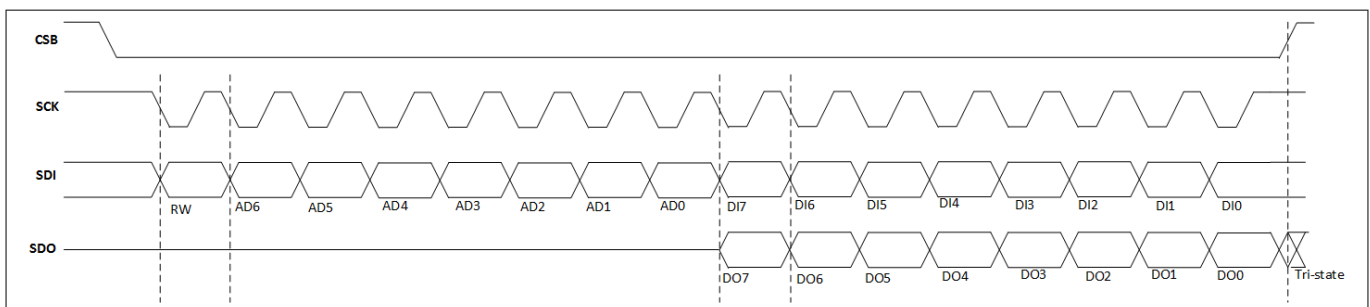 CSB
SCK
SDI
RW AD6 AD5 AD4 AD3 AD2 AD1 AD0 DI7 DI6 DI5 DI4 DI3 DI2 DI1 DI0
SDO
DO7 DO6 DO5 DO4 DO3 DO2 DO1 DO0 Tri-state